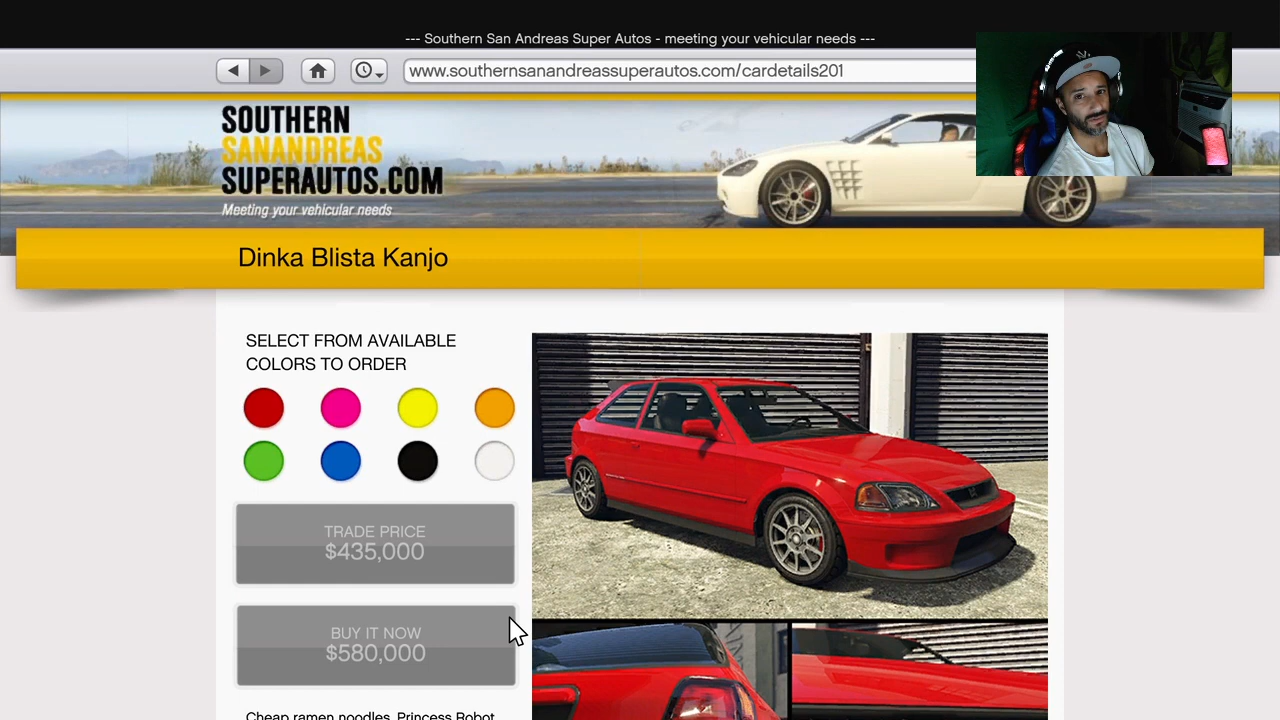 --- Southern San Andreas Super Autos - meeting your vehicular needs ---
www.southernsanandreassuperautos.com/cardetails201
SOUTHERN
SANANDREAS
SUPERAUTOS.COM
Meeting your vehicular needs
Dinka Blista Kanjo
SELECT FROM AVAILABLE
COLORS TO ORDER
TRADE PRICE
$435,000
BUY IT NOW
$580,000
Cheap ramen noodles, Princess Robot